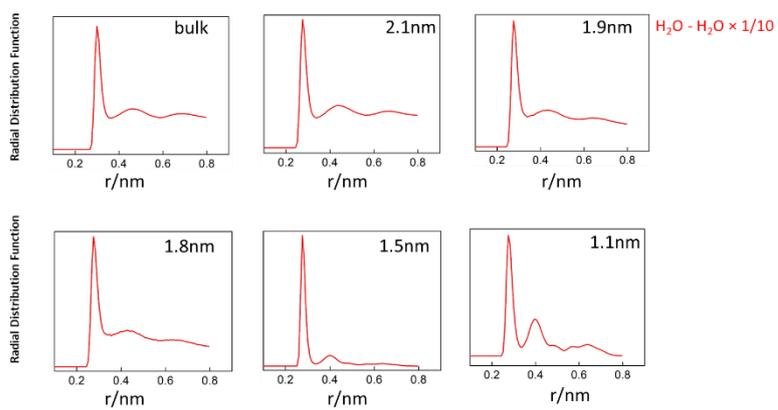 Radial Distribution Function
bulk
2.1nm
1.9nm
H₂O - H₂O × 1/10
0.2 0.4 0.6 0.8
0.2 0.4 0.6 0.8
0.2 0.4 0.6 0.8
r/nm
r/nm
r/nm
Radial Distribution Function
1.8nm
1.5nm
1.1nm
0.2 0.4 0.6 0.8
0.2 0.4 0.6 0.8
0.2 0.4 0.6 0.8
r/nm
r/nm
r/nm